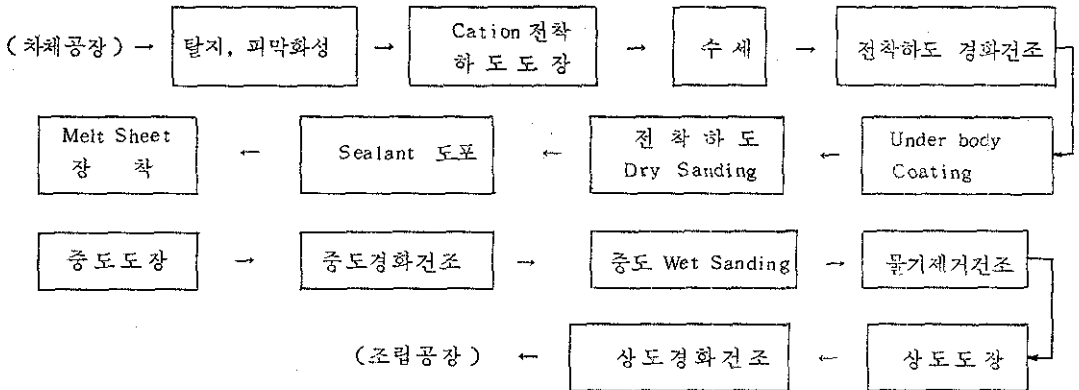 (차체공장) → 탈지, 피막화성 → Cation 전착 하도도장 → 수세 → 전착하도 경화건조
Melt Sheet 장착 ← Sealant 도포 ← 전착하도 Dry Sanding ← Under body Coating
중도도장 → 중도경화건조 → 중도 Wet Sanding → 물기제거건조
(조립공장) ← 상도경화건조 ← 상도도장